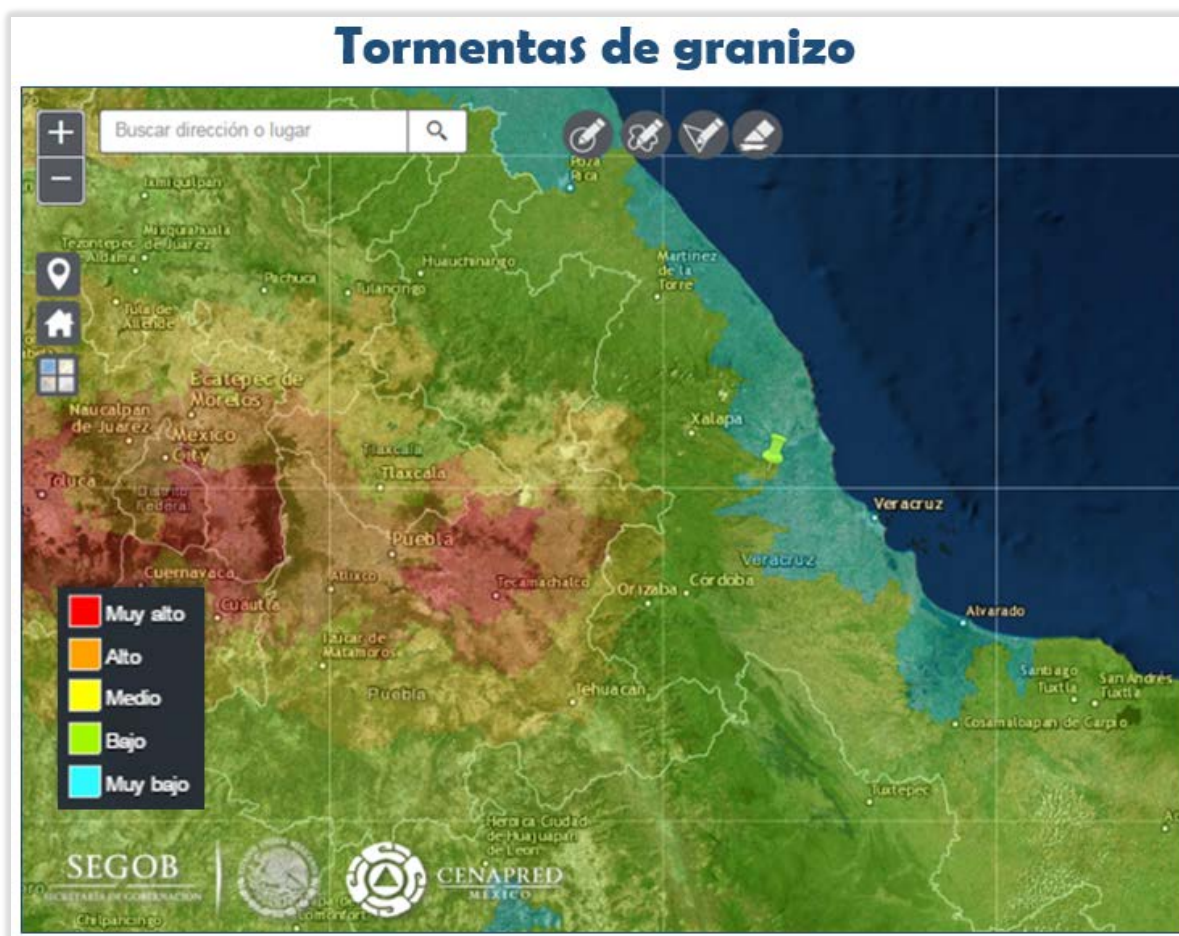 Tormentas de granizo
Buscar dirección o lugar
Poza
Rica
Ixmiquilpan
Mixquiahuala
de Juárez
Tezontepec
de Aldama
Huauchinango
Martínez
de la
Torre
Pachuca
Tulancingo
Tula de
Allende
Ecatepec de
Morelos
Naucalpan
de Juárez
Mexico
City
Xalapa
Tlaxcala
Tlaxcala
Toluca
Distrito
Federal
Veracruz
Puebla
Veracruz
Cuernavaca
Atlixco
Tecamachalco
Orizaba
Córdoba
Cuautla
Alvarado
Izúcar de
Matamoros
Puebla
Tehuacan
Santiago
Tuxtla
San Andrés
Tuxtla
Cosamaloapan de Carpio
Tuxtepec
Heroica Ciudad
de Huajuapan
de Leon
Chilpancingo
Comonfort
Muy alto
Alto
Medio
Bajo
Muy bajo
SEGOB
SECRETARÍA DE GOBERNACIÓN
CENAPRED
MÉXICO